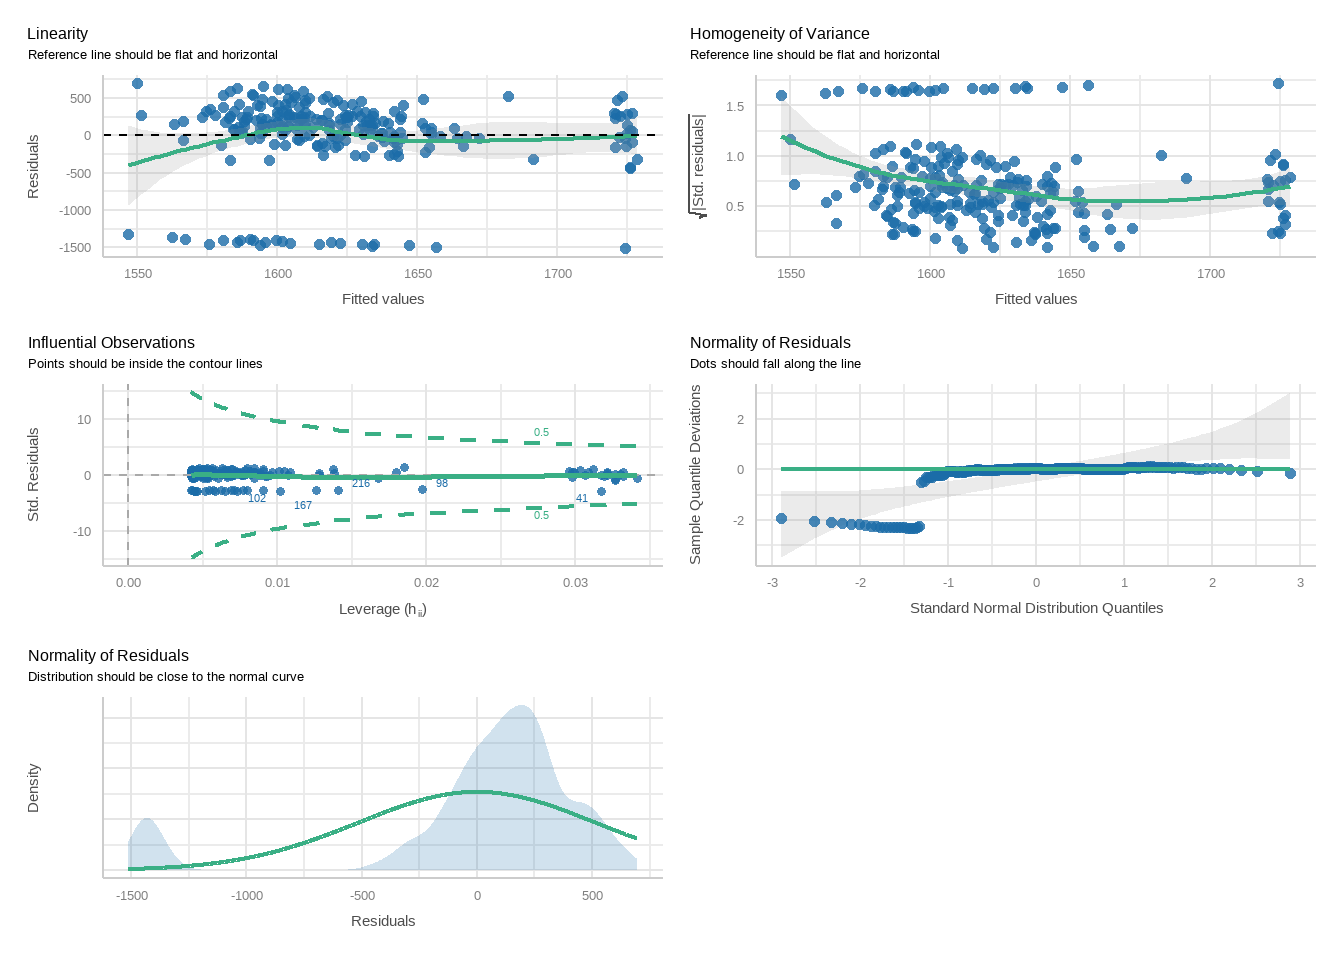 Linearity
Reference line should be flat and horizontal
500
0
-500
-1000
-1500
1550
1600
1650
1700
Residuals
Fitted values
Homogeneity of Variance
Reference line should be flat and horizontal
1.5
1.0
0.5
1550
1600
1650
1700
√|Std. residuals|
Fitted values
Influential Observations
Points should be inside the contour lines
10
0
-10
0.5
0.5
102
167
216
98
41
0.00
0.01
0.02
0.03
Std. Residuals
Leverage (hii)
Normality of Residuals
Dots should fall along the line
2
0
-2
-3
-2
-1
0
1
2
3
Sample Quantile Deviations
Standard Normal Distribution Quantiles
Normality of Residuals
Distribution should be close to the normal curve
Density
-1500
-1000
-500
0
500
Residuals